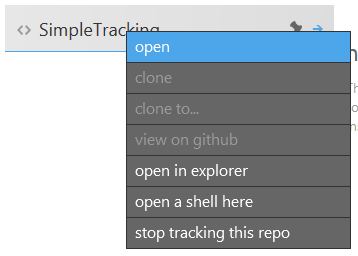 SimpleTracking
open
clone
clone to...
view on github
open in explorer
open a shell here
stop tracking this repo